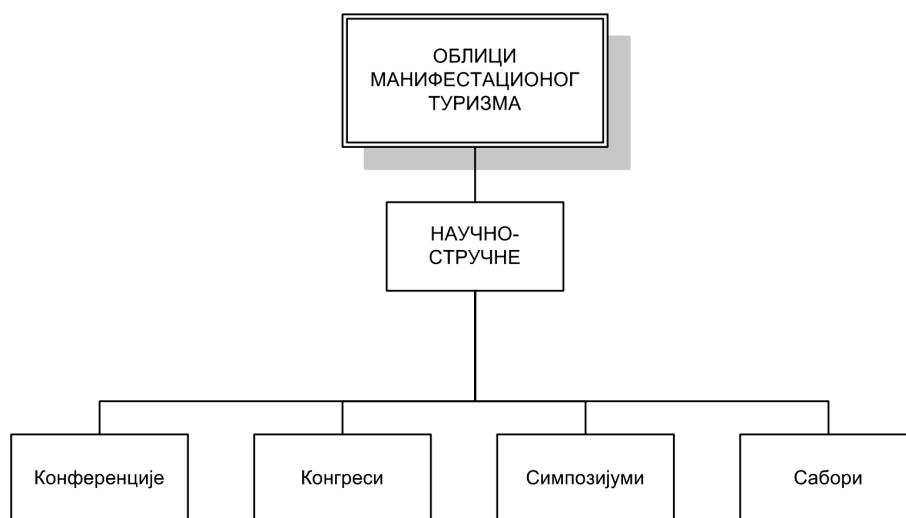 ОБЛИЦИ
МАНИФЕСТАЦИОНОГ
ТУРИЗМА
НАУЧНО-
СТРУЧНЕ
Конференције
Конгреси
Симпозијуми
Сабори